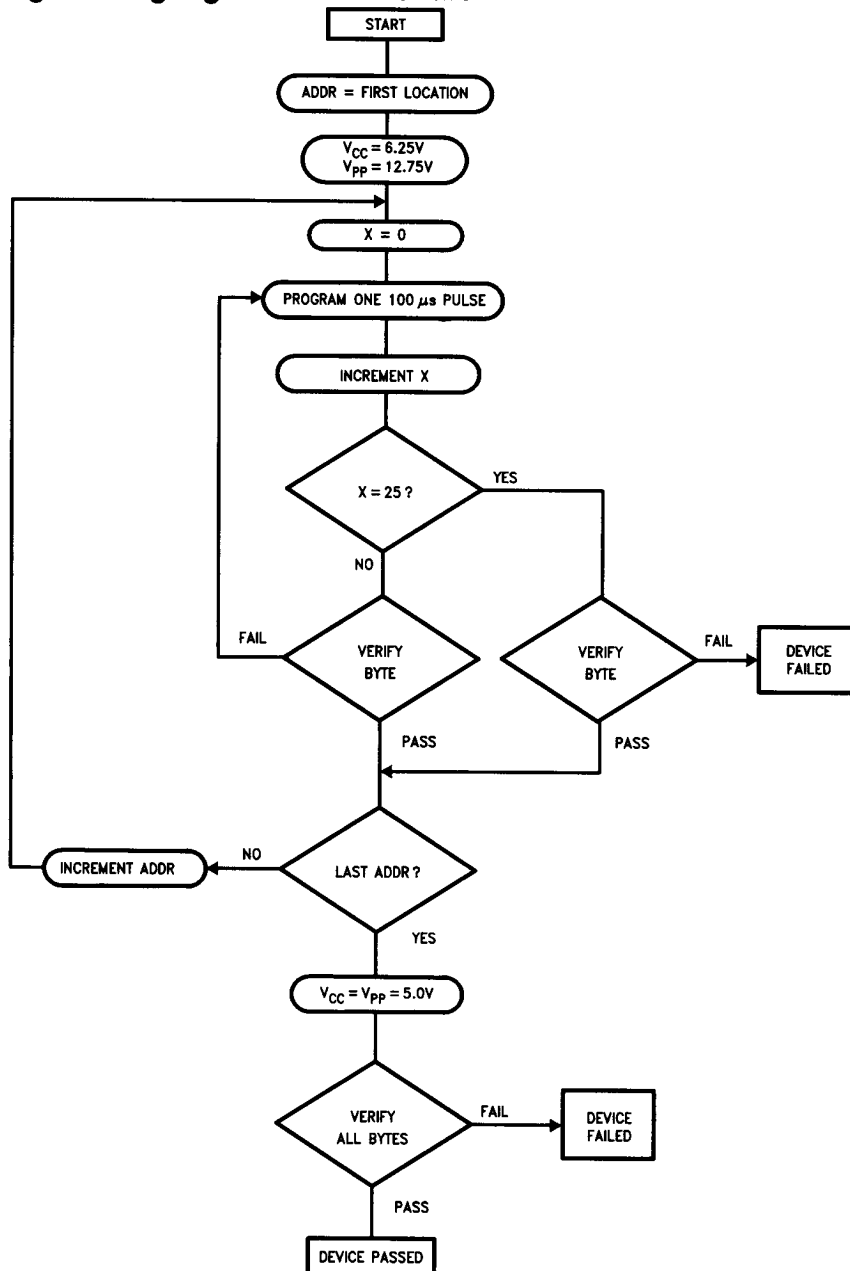 START
ADDR = FIRST LOCATION
VCC = 6.25V
VPP = 12.75V
X = 0
PROGRAM ONE 100 µs PULSE
INCREMENT X
X = 25 ?
YES
NO
FAIL
VERIFY
BYTE
VERIFY
BYTE
FAIL
DEVICE
FAILED
PASS
PASS
INCREMENT ADDR
NO
LAST ADDR ?
YES
VCC = VPP = 5.0V
VERIFY
ALL BYTES
FAIL
DEVICE
FAILED
PASS
DEVICE PASSED